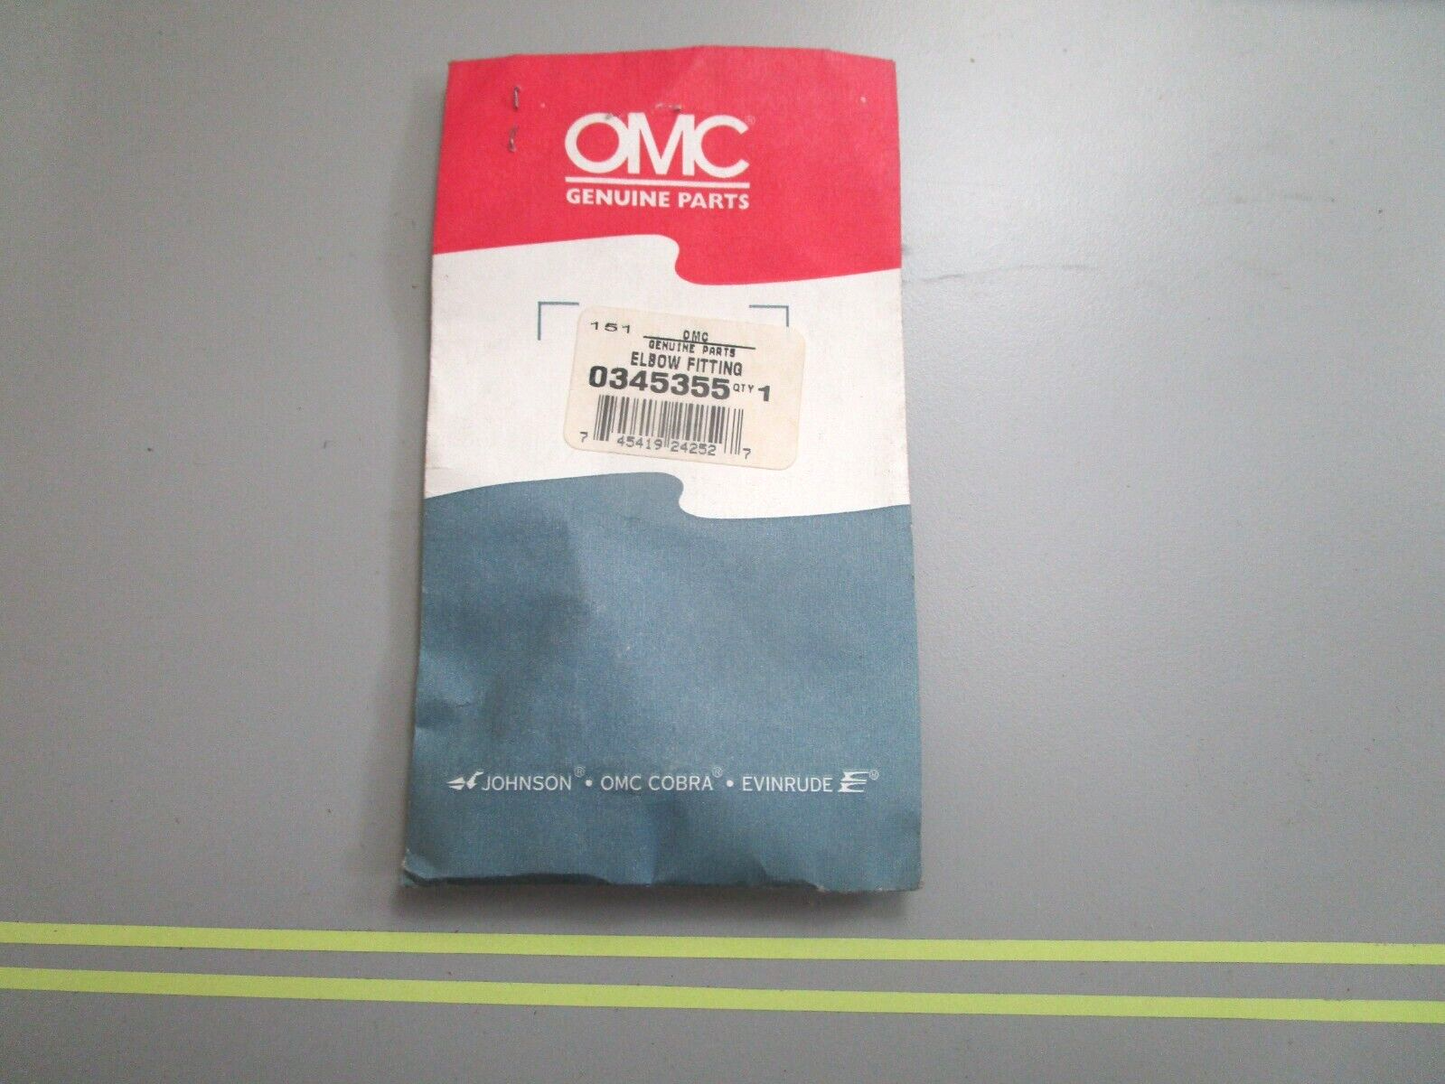 OMC®
GENUINE PARTS
151 OMC
GENUINE PARTS
ELBOW FITTING
0345355 QTY 1
7 45419 24252 7
JOHNSON® • OMC COBRA® • EVINRUDE ®